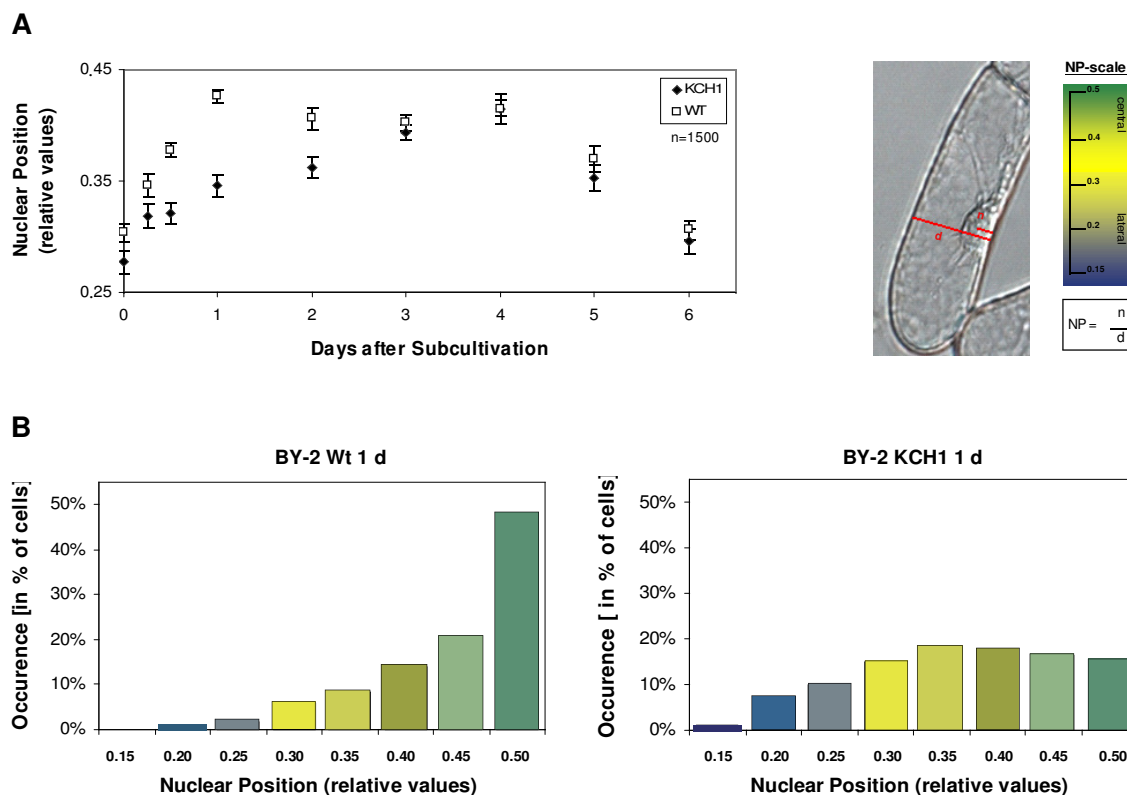 A
Nuclear Position
(relative values)
0.45
0.35
0.25
0 1 2 3 4 5 6
Days after Subcultivation
KCH1
WT
n=1500
n
d
NP-scale
0.5
0.4
0.3
0.2
0.15
central
lateral
NP = n
d
B
BY-2 Wt 1 d
Occurence [in % of cells]
50%
40%
30%
20%
10%
0%
0.15 0.20 0.25 0.30 0.35 0.40 0.45 0.50
Nuclear Position (relative values)
BY-2 KCH1 1 d
Occurence [ in % of cells]
50%
40%
30%
20%
10%
0%
0.15 0.20 0.25 0.30 0.35 0.40 0.45 0.50
Nuclear Position (relative values)